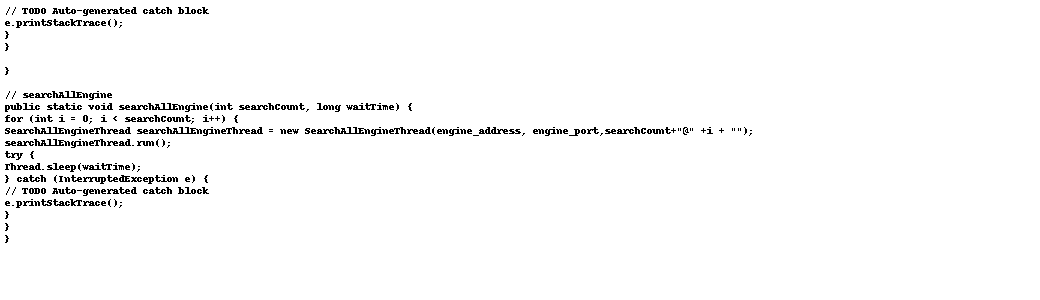 // TODO Auto-generated catch block
e.printStackTrace();
}
}
}
// searchAllEngine
public static void searchAllEngine(int searchCount, long waitTime) {
for (int i = 0; i < searchCount; i++) {
SearchAllEngineThread searchAllEngineThread = new SearchAllEngineThread(engine_address, engine_port,searchCount+"@" +i + "");
searchAllEngineThread.run();
try {
Thread.sleep(waitTime);
} catch (InterruptedException e) {
// TODO Auto-generated catch block
e.printStackTrace();
}
}
}